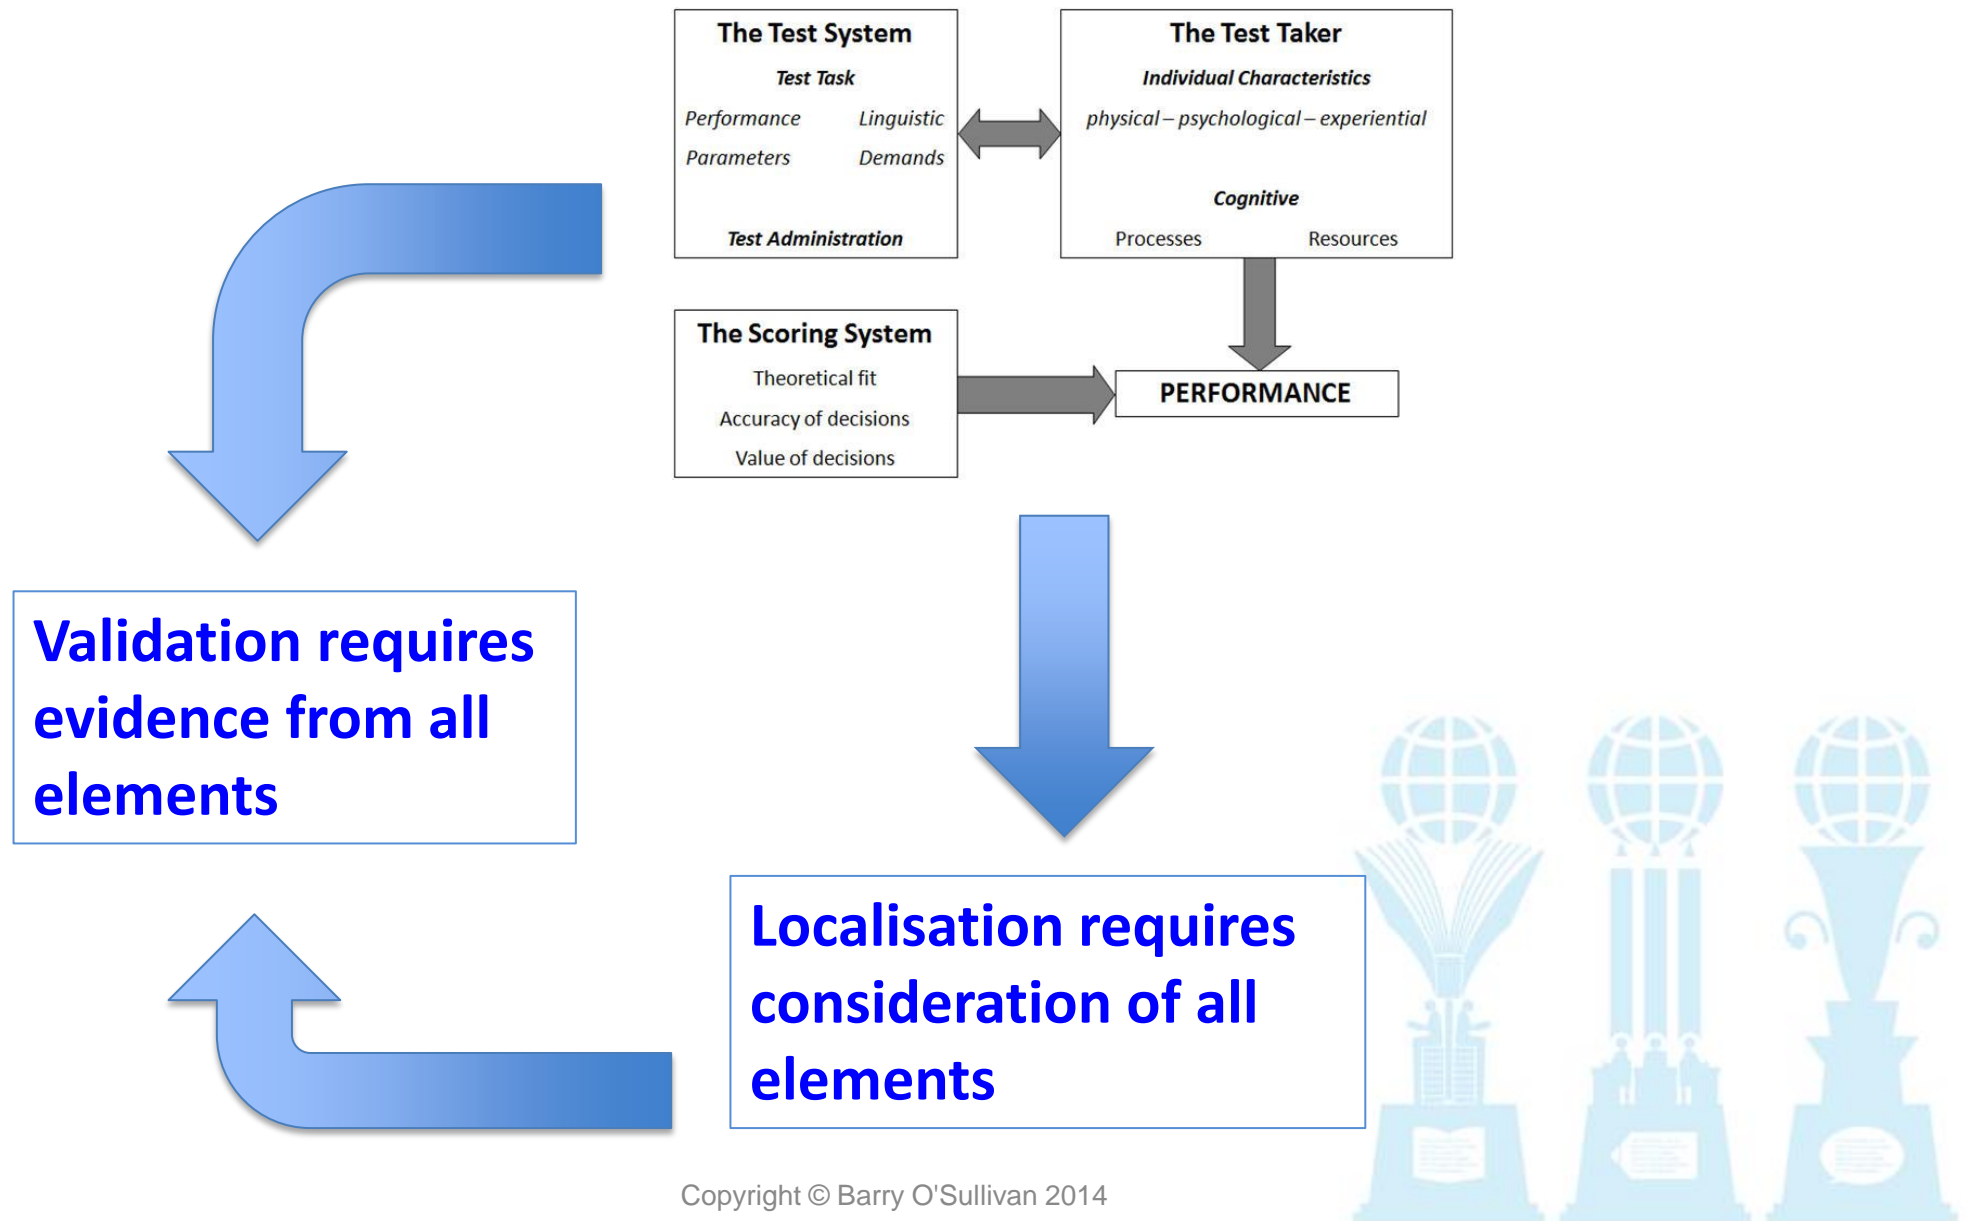 The Test System
Test Task
Performance Linguistic
Parameters Demands
Test Administration
The Test Taker
Individual Characteristics
physical – psychological – experiential
Cognitive
Processes Resources
The Scoring System
Theoretical fit
Accuracy of decisions
Value of decisions
PERFORMANCE
Validation requires
evidence from all
elements
Localisation requires
consideration of all
elements
Copyright © Barry O'Sullivan 2014